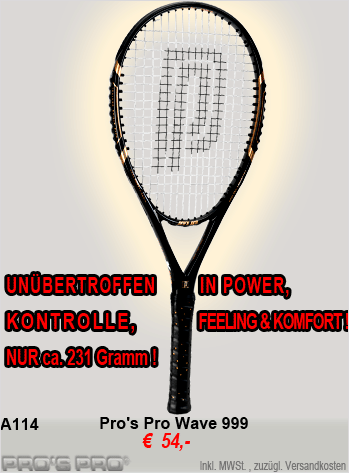 UNÜBERTROFFEN IN POWER,
KONTROLLE, FEELING & KOMFORT!
NUR ca. 231 Gramm !
A114 Pro's Pro Wave 999
€ 54,-
PRO'S PRO® Inkl. MWSt. , zuzügl. Versandkosten